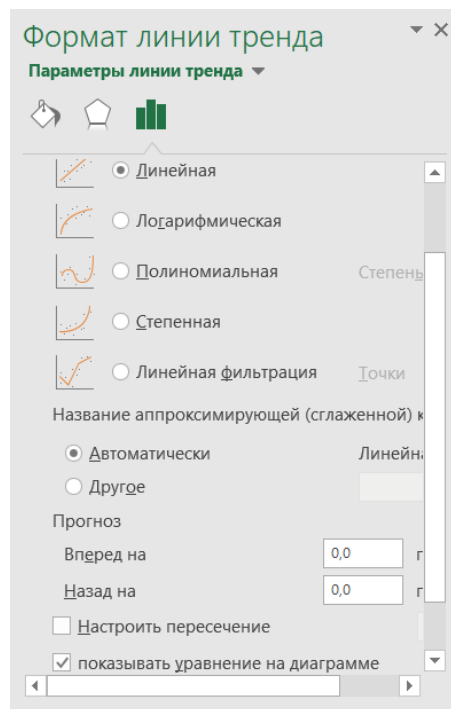 Формат линии тренда
Параметры линии тренда
Линейная
Логарифмическая
Полиномиальная Степень
Степенная
Линейная фильтрация Точки
Название аппроксимирующей (сглаженной) к
Автоматически Линейна
Другое
Прогноз
Вперед на 0,0 г
Назад на 0,0 г
Настроить пересечение
показывать уравнение на диаграмме